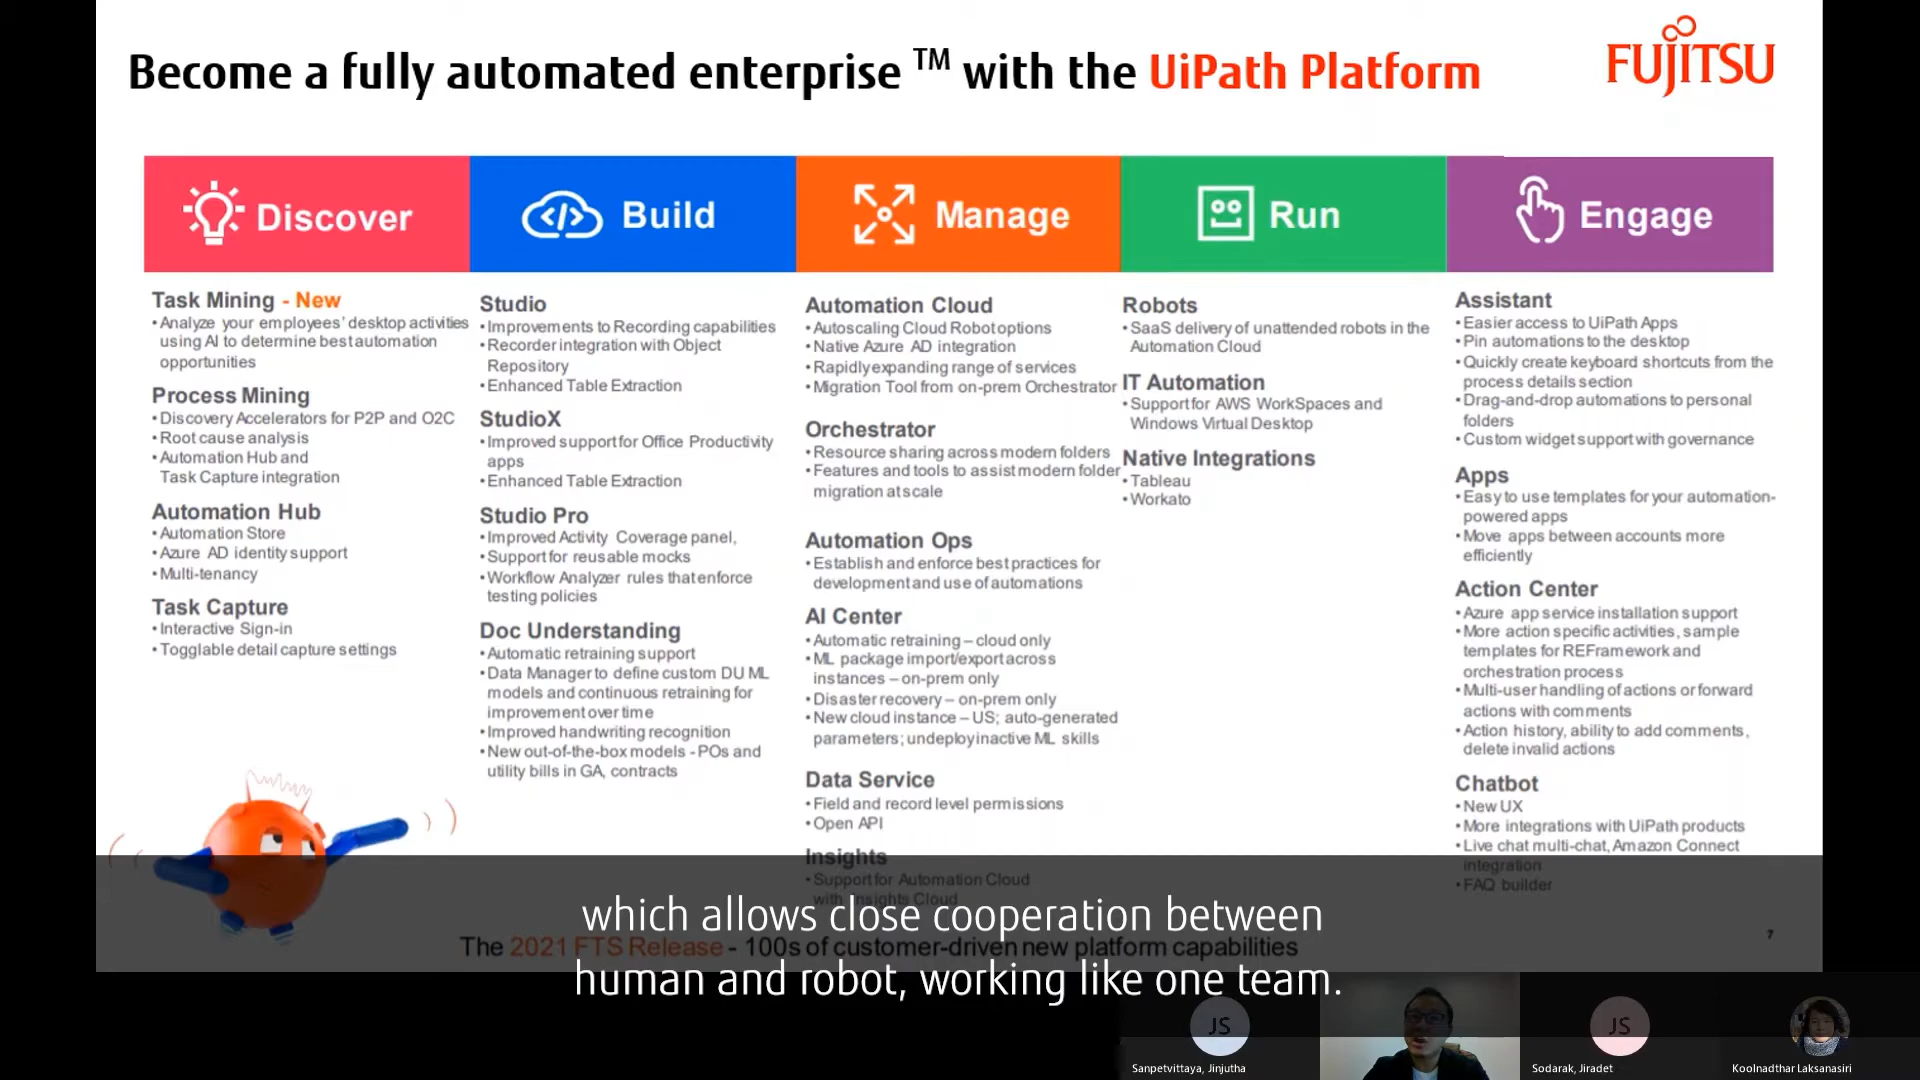 Become a fully automated enterprise ™ with the UiPath Platform
FUJITSU
Discover
Build
Manage
Run
Engage
Task Mining - New
• Analyze your employees' desktop activities
using AI to determine best automation
opportunities
Process Mining
• Discovery Accelerators for P2P and O2C
• Root cause analysis
• Automation Hub and
Task Capture integration
Automation Hub
• Automation Store
• Azure AD identity support
• Multi-tenancy
Task Capture
• Interactive Sign-in
• Togglable detail capture settings
Studio
• Improvements to Recording capabilities
• Recorder integration with Object
Repository
• Enhanced Table Extraction
StudioX
• Improved support for Office Productivity
apps
• Enhanced Table Extraction
Studio Pro
• Improved Activity Coverage panel,
• Support for reusable mocks
• Workflow Analyzer rules that enforce
testing policies
Doc Understanding
• Automatic retraining support
• Data Manager to define custom DU ML
models and continuous retraining for
improvement over time
• Improved handwriting recognition
• New out-of-the-box models - POs and
utility bills in GA, contracts
Automation Cloud
• Autoscaling Cloud Robot options
• Native Azure AD integration
• Rapidly expanding range of services
• Migration Tool from on-prem Orchestrator
Orchestrator
• Resource sharing across modern folders
• Features and tools to assist modern folder
migration at scale
Automation Ops
• Establish and enforce best practices for
development and use of automations
AI Center
• Automatic retraining – cloud only
• ML package import/export across
instances – on-prem only
• Disaster recovery – on-prem only
• New cloud instance – US; auto-generated
parameters; undeploy inactive ML skills
Data Service
• Field and record level permissions
• Open API
Insights
• Support for Automation Cloud
with Insights Cloud
Robots
• SaaS delivery of unattended robots in the
Automation Cloud
IT Automation
• Support for AWS WorkSpaces and
Windows Virtual Desktop
Native Integrations
• Tableau
• Workato
Assistant
• Easier access to UiPath Apps
• Pin automations to the desktop
• Quickly create keyboard shortcuts from the
process details section
• Drag-and-drop automations to personal
folders
• Custom widget support with governance
Apps
• Easy to use templates for your automation-
powered apps
• Move apps between accounts more
efficiently
Action Center
• Azure app service installation support
• More action specific activities, sample
templates for REFramework and
orchestration process
• Multi-user handling of actions or forward
actions with comments
• Action history, ability to add comments,
delete invalid actions
Chatbot
• New UX
• More integrations with UiPath products
• Live chat multi-chat, Amazon Connect
integration
• FAQ builder
The 2021 FTS Release - 100s of customer-driven new platform capabilities
7
which allows close cooperation between
human and robot, working like one team.
JS
JS
Sanpetvittaya, Jinjutha
Sodarak, Jiradet
Koolnadthar Laksanasiri